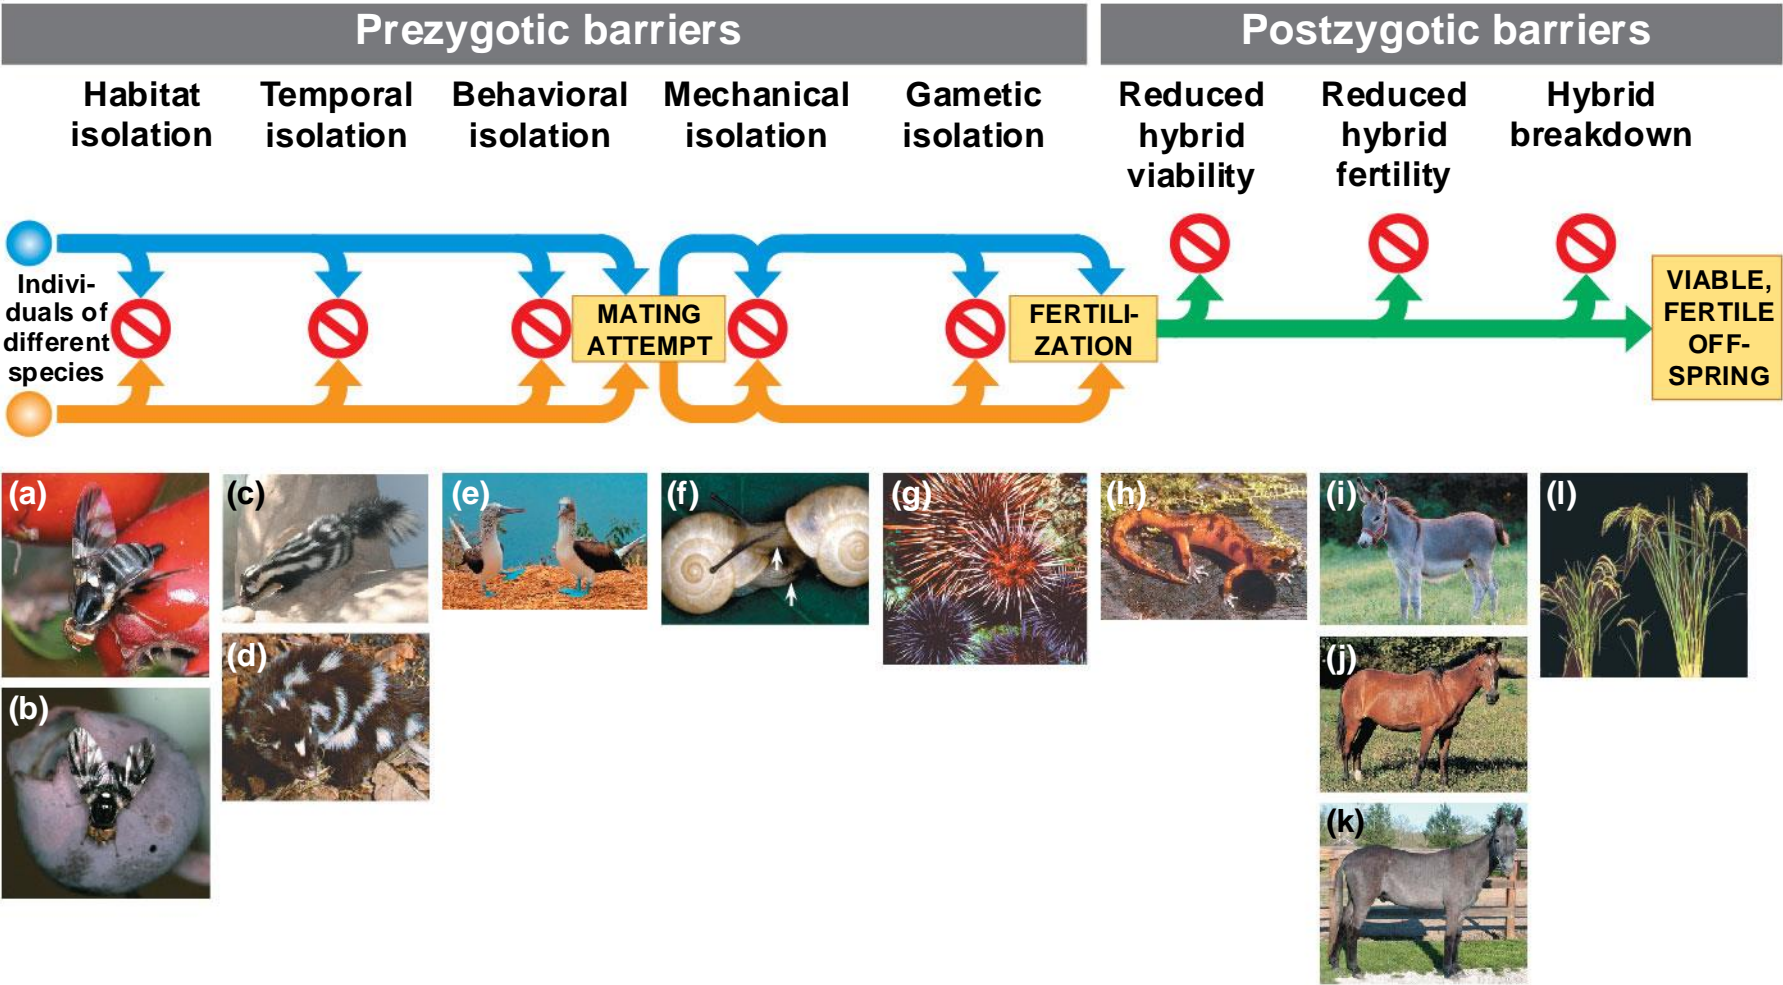 Prezygotic barriers
Postzygotic barriers
Habitat
isolation
Temporal
isolation
Behavioral
isolation
Mechanical
isolation
Gametic
isolation
Reduced
hybrid
viability
Reduced
hybrid
fertility
Hybrid
breakdown
Indivi-
duals of
different
species
MATING
ATTEMPT
FERTILI-
ZATION
VIABLE,
FERTILE
OFF-
SPRING
(a)
(b)
(c)
(d)
(e)
(f)
(g)
(h)
(i)
(j)
(k)
(l)